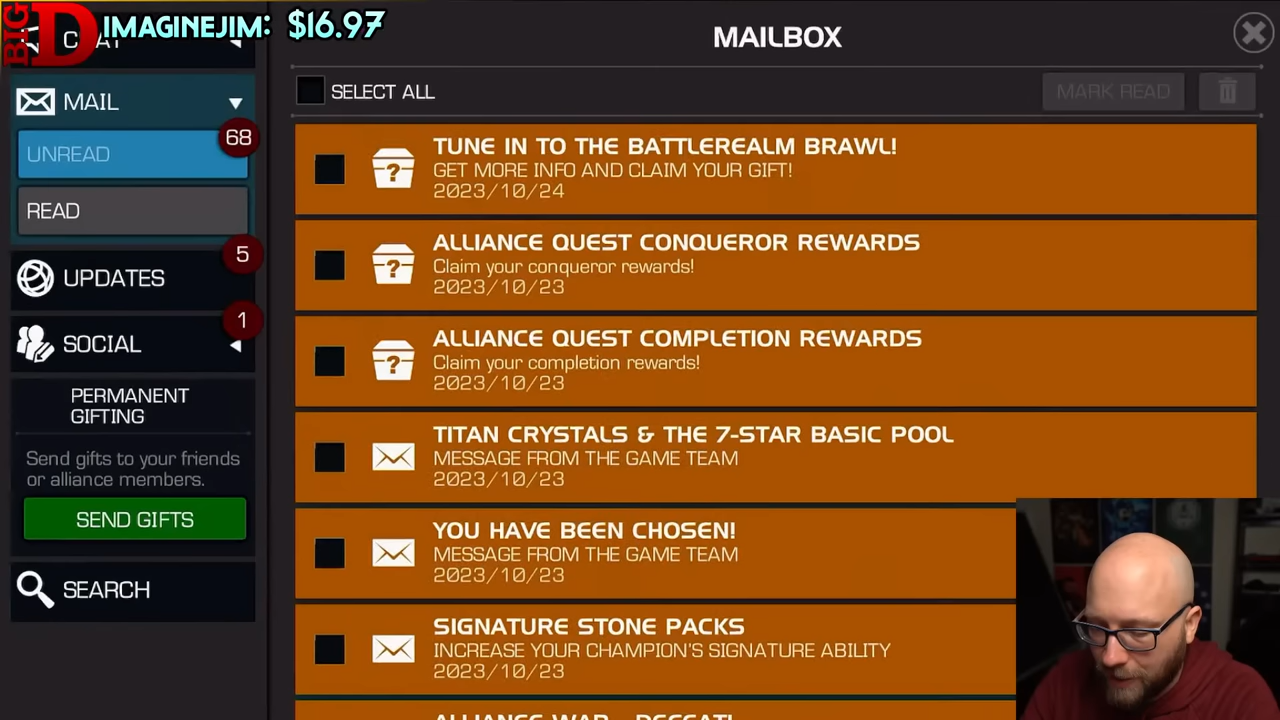 BIG
D
IMAGINEJIM: $16.97
CHAT
MAILBOX
SELECT ALL
MARK READ
MAIL
68
UNREAD
READ
5
UPDATES
1
SOCIAL
PERMANENT
GIFTING
Send gifts to your friends
or alliance members.
SEND GIFTS
SEARCH
TUNE IN TO THE BATTLEREALM BRAWL!
GET MORE INFO AND CLAIM YOUR GIFT!
2023/10/24
ALLIANCE QUEST CONQUEROR REWARDS
Claim your conqueror rewards!
2023/10/23
ALLIANCE QUEST COMPLETION REWARDS
Claim your completion rewards!
2023/10/23
TITAN CRYSTALS & THE 7-STAR BASIC POOL
MESSAGE FROM THE GAME TEAM
2023/10/23
YOU HAVE BEEN CHOSEN!
MESSAGE FROM THE GAME TEAM
2023/10/23
SIGNATURE STONE PACKS
INCREASE YOUR CHAMPION'S SIGNATURE ABILITY
2023/10/23
ALLIANCE WAR - DEFEAT!